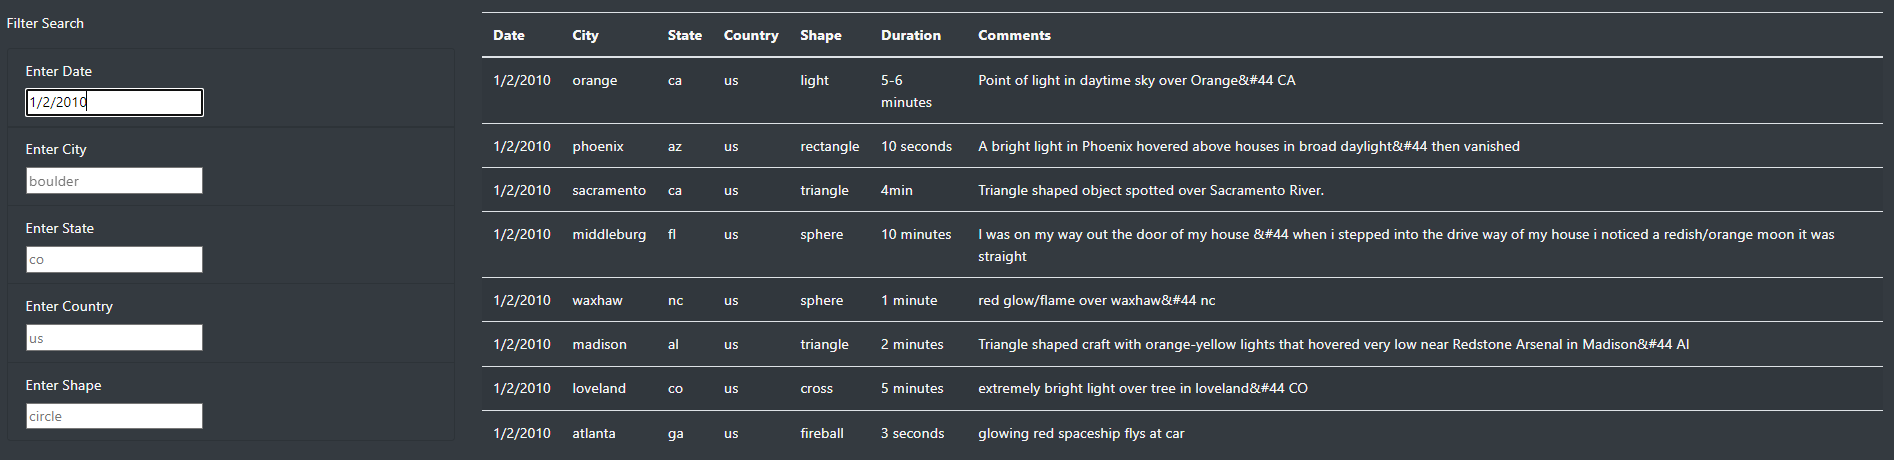 Filter Search
Enter Date
1/2/2010
Enter City
boulder
Enter State
co
Enter Country
us
Enter Shape
circle
Date City State Country Shape Duration Comments
1/2/2010 orange ca us light 5-6 minutes Point of light in daytime sky over Orange&#44 CA
1/2/2010 phoenix az us rectangle 10 seconds A bright light in Phoenix hovered above houses in broad daylight&#44 then vanished
1/2/2010 sacramento ca us triangle 4min Triangle shaped object spotted over Sacramento River.
1/2/2010 middleburg fl us sphere 10 minutes I was on my way out the door of my house &#44 when i stepped into the drive way of my house i noticed a redish/orange moon it was
straight
1/2/2010 waxhaw nc us sphere 1 minute red glow/flame over waxhaw&#44 nc
1/2/2010 madison al us triangle 2 minutes Triangle shaped craft with orange-yellow lights that hovered very low near Redstone Arsenal in Madison&#44 Al
1/2/2010 loveland co us cross 5 minutes extremely bright light over tree in loveland&#44 CO
1/2/2010 atlanta ga us fireball 3 seconds glowing red spaceship flys at car